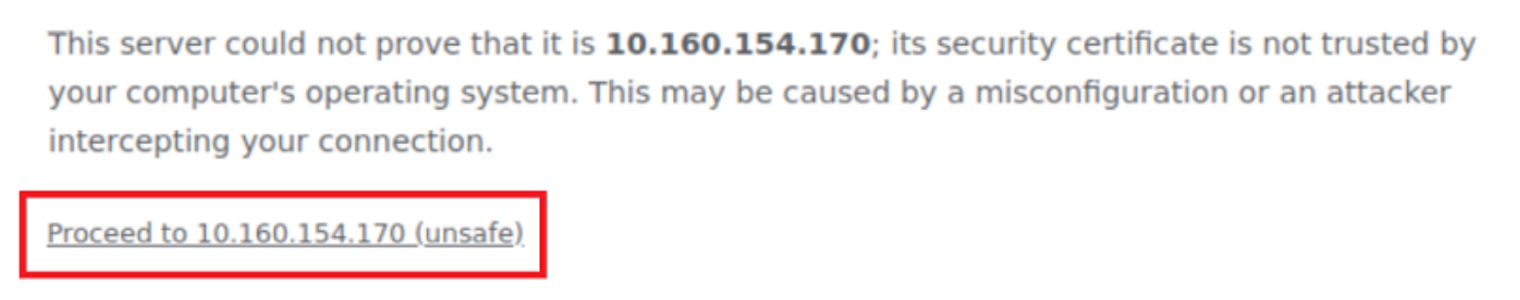 This server could not prove that it is 10.160.154.170; its security certificate is not trusted by
your computer's operating system. This may be caused by a misconfiguration or an attacker
intercepting your connection.
Proceed to 10.160.154.170 (unsafe)